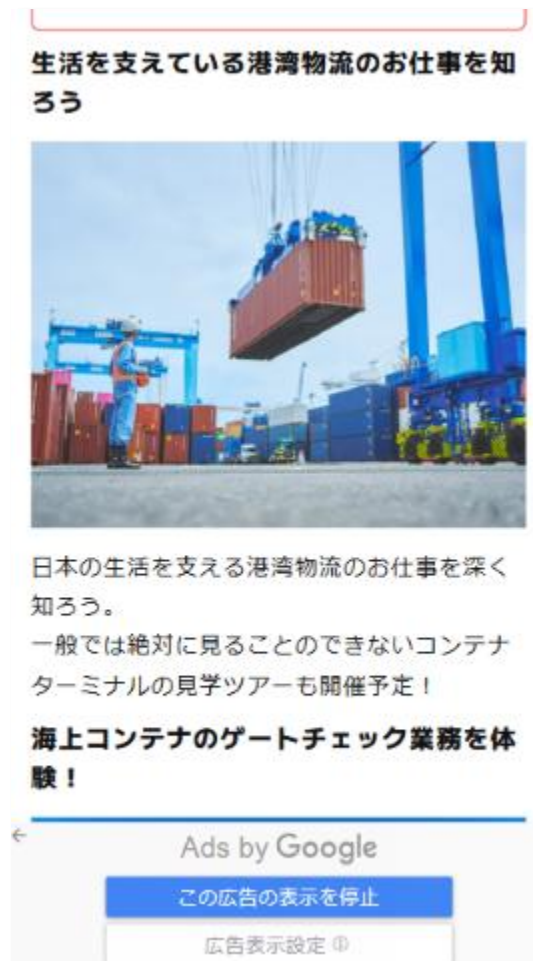 生活を支えている港湾物流のお仕事を知
ろう
日本の生活を支える港湾物流のお仕事を深く
知ろう。
一般では絶対に見ることのできないコンテナ
ターミナルの見学ツアーも開催予定！
海上コンテナのゲートチェック業務を体
験！
Ads by Google
この広告の表示を停止
広告表示設定